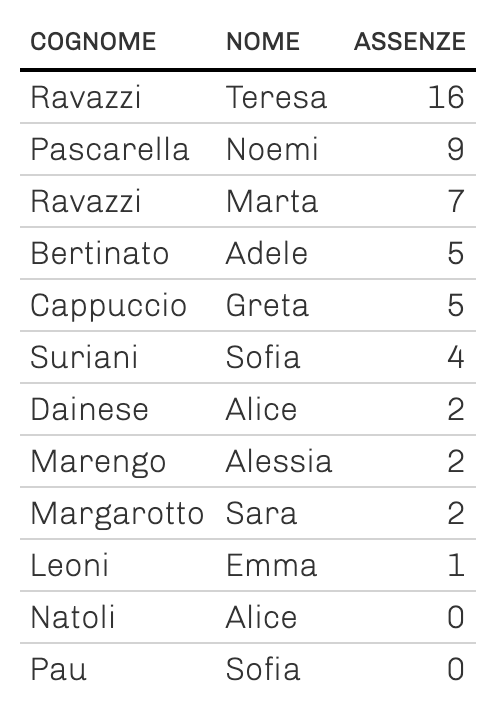 COGNOME NOME ASSENZE
Ravazzi Teresa 16
Pascarella Noemi 9
Ravazzi Marta 7
Bertinato Adele 5
Cappuccio Greta 5
Suriani Sofia 4
Dainese Alice 2
Marengo Alessia 2
Margarotto Sara 2
Leoni Emma 1
Natoli Alice 0
Pau Sofia 0